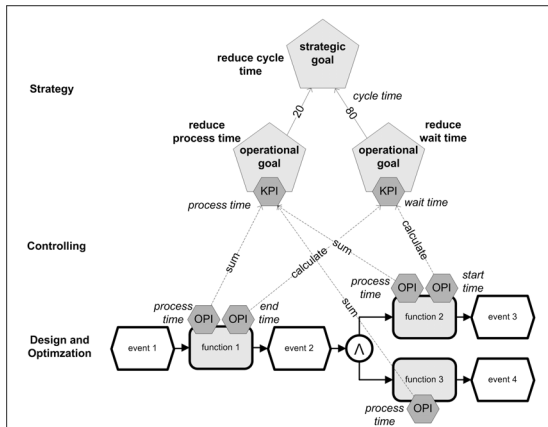 strategic
goal
reduce cycle
time
Strategy
cycle time
20
80
reduce
process time
reduce
wait time
operational
goal
operational
goal
KPI
KPI
process time
wait time
Controlling
sum
calculate
sum
calculate
sum
process
time
OPI
OPI
end
time
process
time
OPI
OPI
start
time
Design and
Optimzation
event 1
function 1
event 2
Λ
function 2
event 3
function 3
event 4
process
time
OPI